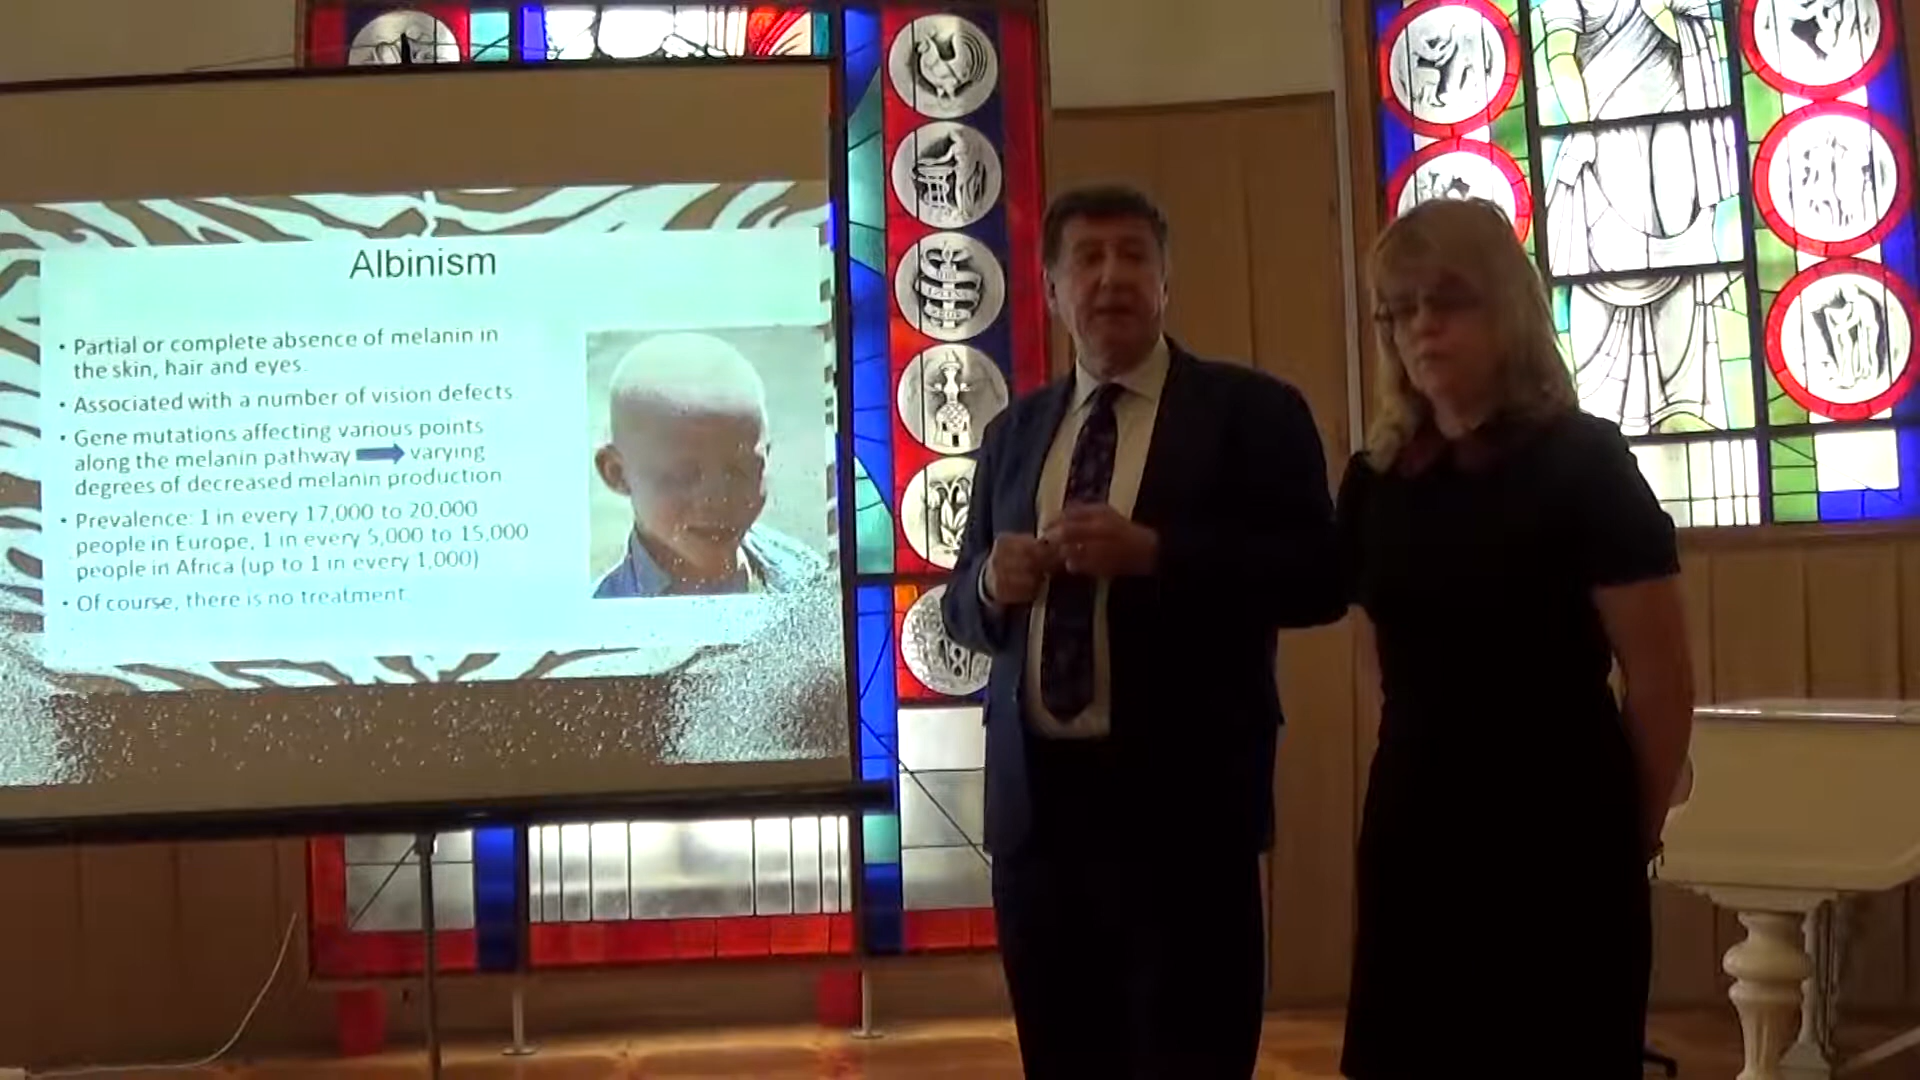 Albinism
• Partial or complete absence of melanin in
the skin, hair and eyes.
• Associated with a number of vision defects
• Gene mutations affecting various points
along the melanin pathway varying
degrees of decreased melanin production
• Prevalence: 1 in every 17,000 to 20,000
people in Europe, 1 in every 5,000 to 15,000
people in Africa (up to 1 in every 1,000)
• Of course, there is no treatment